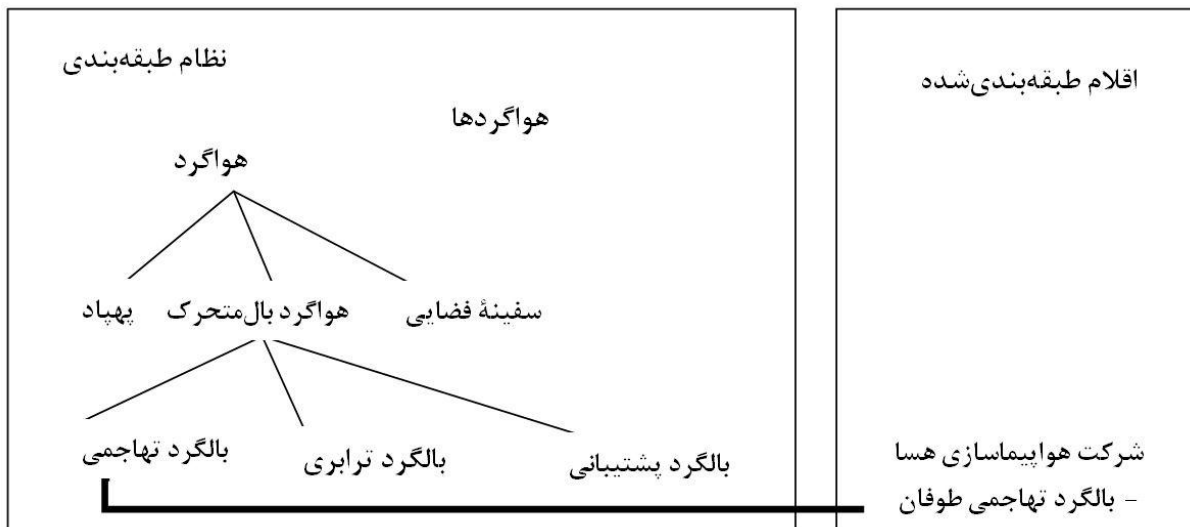 نظام طبقه‌بندی
هواگردها
هواگرد
سفینهٔ فضایی
هواگرد بال‌متحرک
پهپاد
بالگرد پشتیبانی
بالگرد ترابری
بالگرد تهاجمی
اقلام طبقه‌بندی‌شده
شرکت هواپیماسازی هسا
- بالگرد تهاجمی طوفان